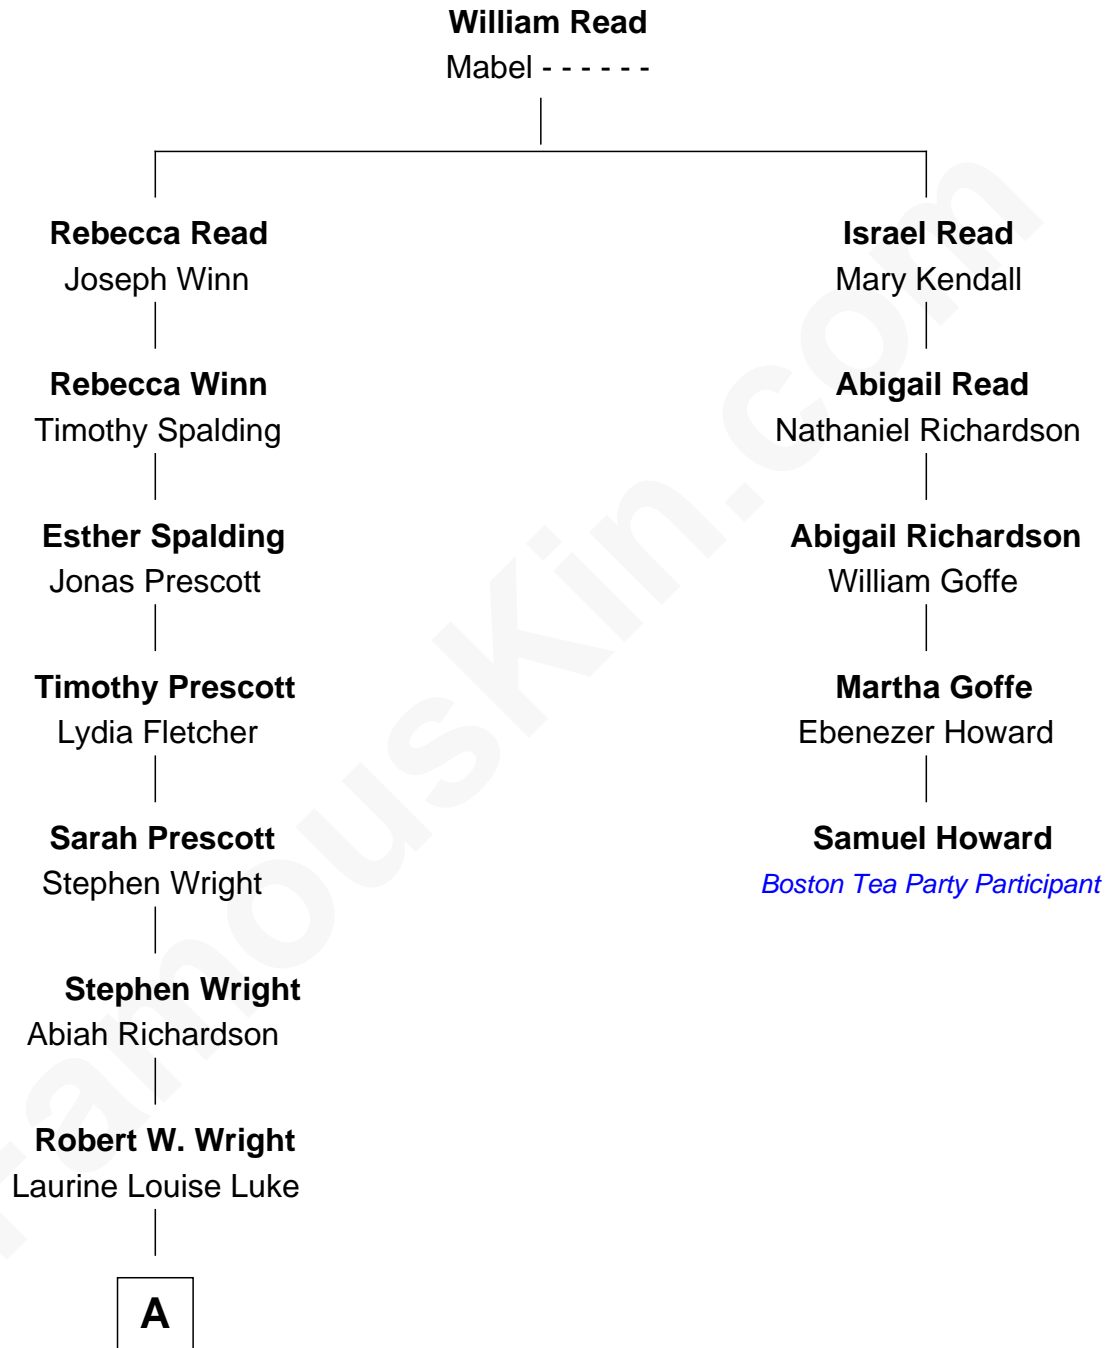 William Read
Mabel - - - - - -
Rebecca Read
Joseph Winn
Israel Read
Mary Kendall
Rebecca Winn
Timothy Spalding
Abigail Read
Nathaniel Richardson
Esther Spalding
Jonas Prescott
Abigail Richardson
William Goffe
Timothy Prescott
Lydia Fletcher
Martha Goffe
Ebenezer Howard
Sarah Prescott
Stephen Wright
Samuel Howard
Boston Tea Party Participant
Stephen Wright
Abiah Richardson
Robert W. Wright
Laurine Louise Luke
A
FamousKin.com